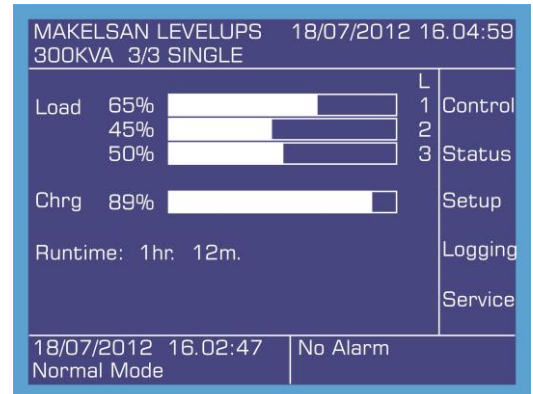 MAKELSAN LEVELUPS 18/07/2012 16.04:59
300KVA 3/3 SINGLE
L
Load 65% 1 Control
45% 2
50% 3 Status
Chrg 89% Setup
Runtime: 1hr. 12m. Logging
Service
18/07/2012 16.02:47 No Alarm
Normal Mode